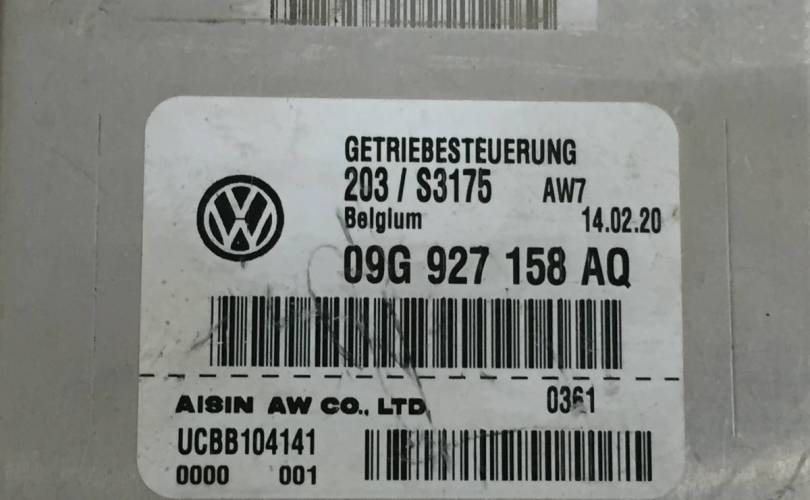 GETRIEBESTEUERUNG
203 / S3175 AW7
Belgium 14.02.20
09G 927 158 AQ
AISIN AW CO., LTD. 0361
UCBB104141
0000 001